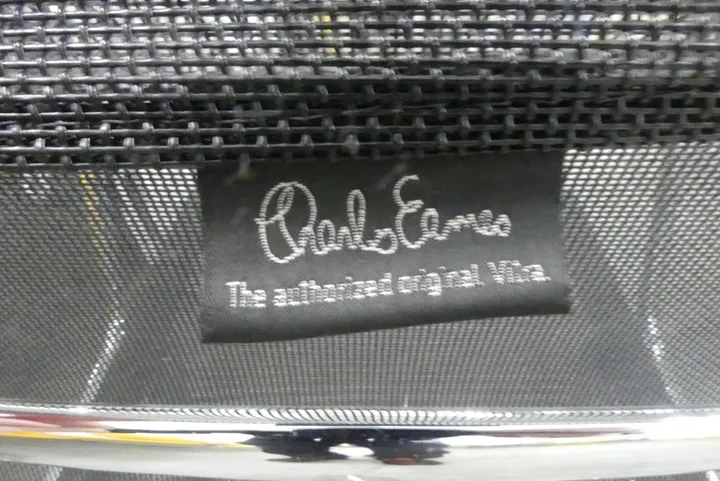 Charles Eames
The authorized original. Vitra.